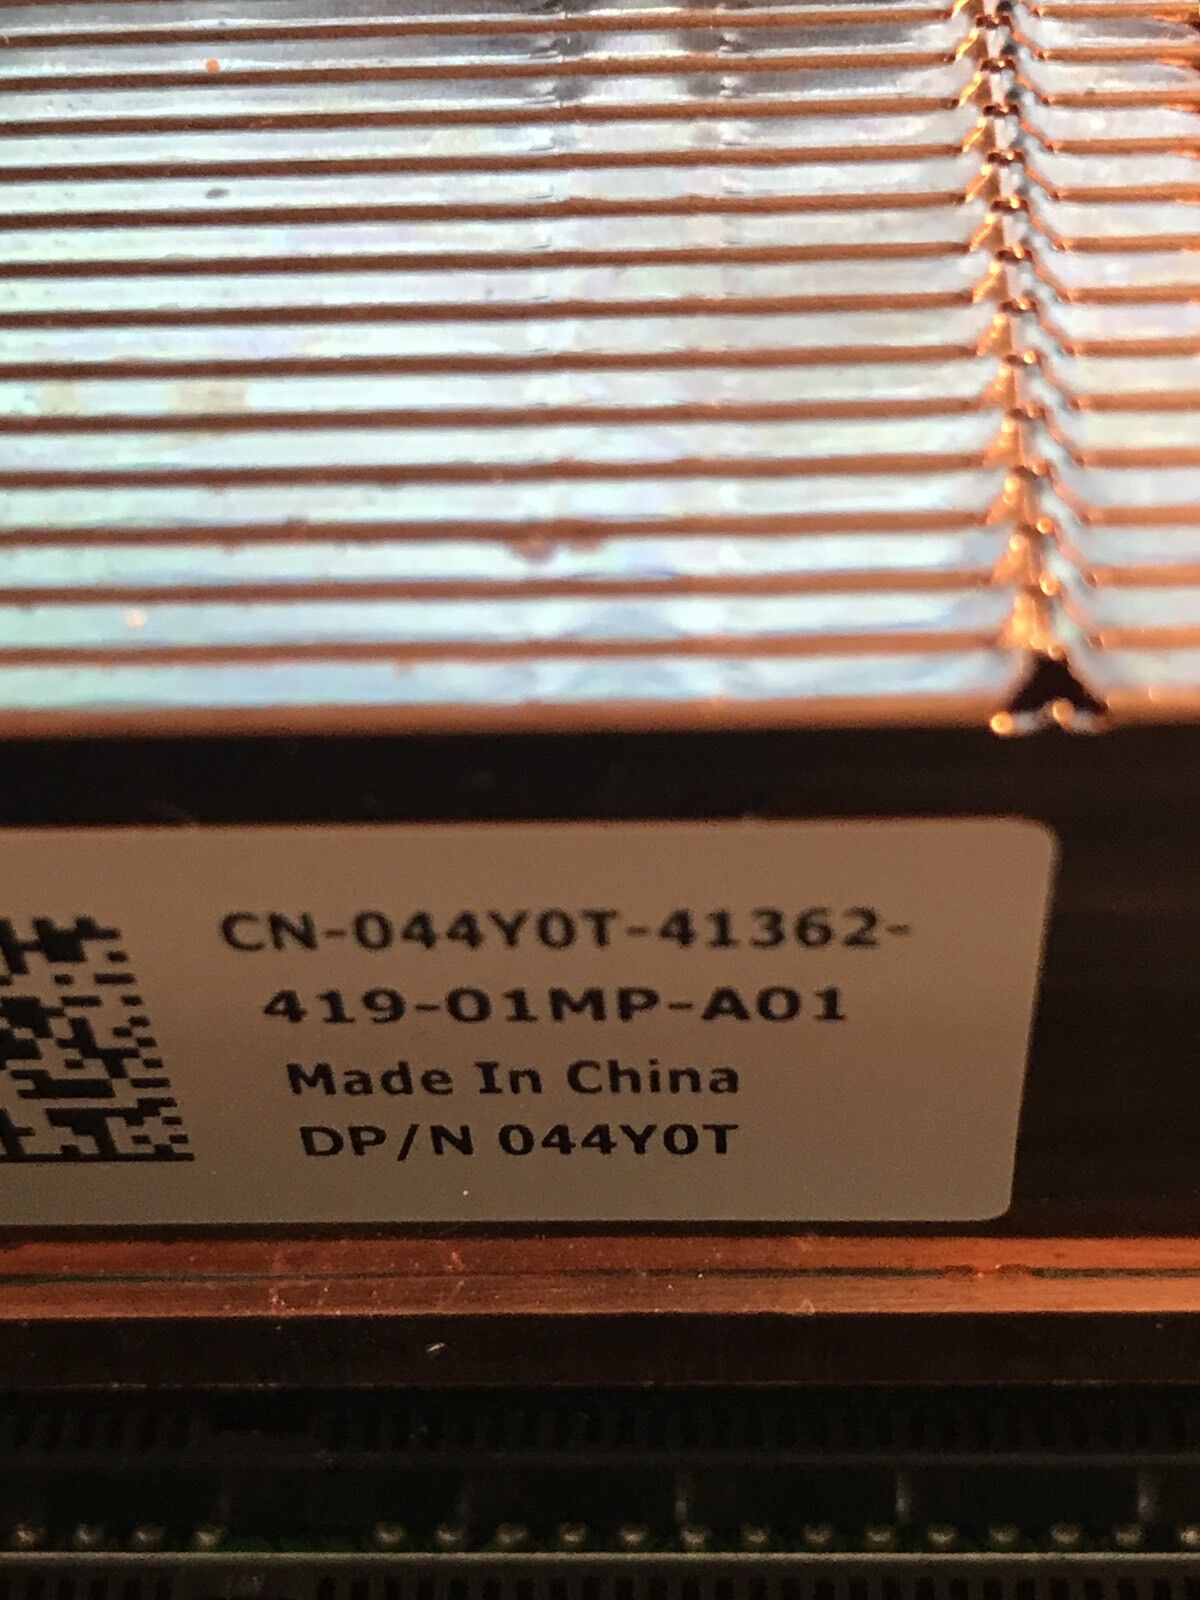 CN-044Y0T-41362-
419-01MP-A01
Made In China
DP/N 044Y0T